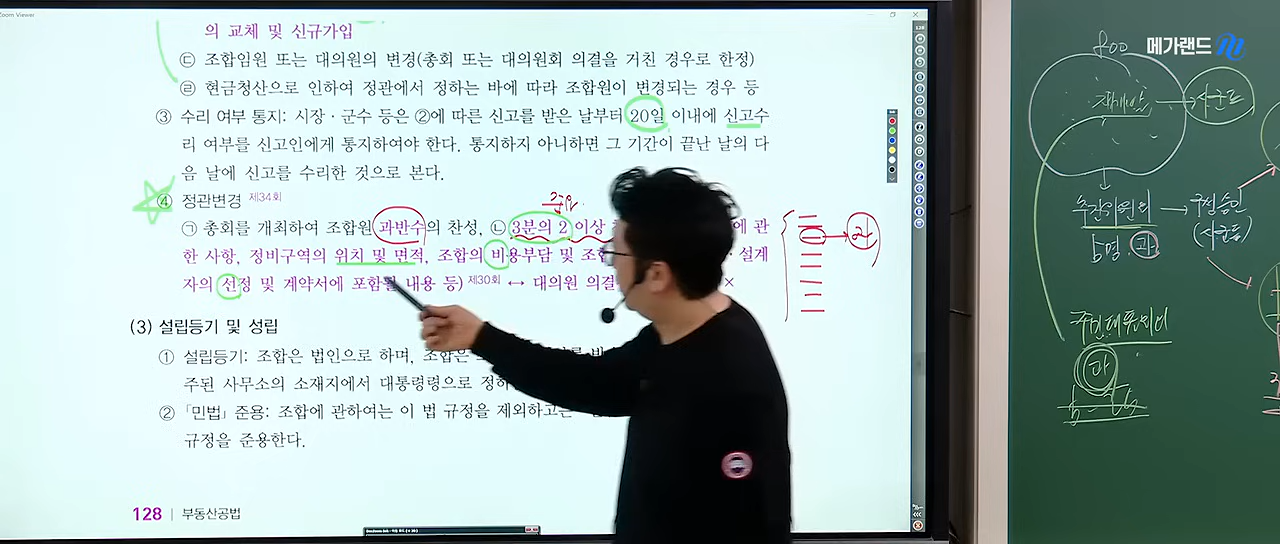 Zoom Viewer
의 교체 및 신규가입
㉢ 조합임원 또는 대의원의 변경(총회 또는 대의원회 의결을 거친 경우로 한정)
㉣ 현금청산으로 인하여 정관에서 정하는 바에 따라 조합원이 변경되는 경우 등
③ 수리 여부 통지: 시장·군수 등은 ②에 따른 신고를 받은 날부터 20일 이내에 신고수
리 여부를 신고인에게 통지하여야 한다. 통지하지 아니하면 그 기간이 끝난 날의 다
음 날에 신고를 수리한 것으로 본다.
④ 정관변경 제34회
㉠ 총회를 개최하여 조합원 과반수의 찬성, ㉡ 3분의 2 이상 에 관
한 사항, 정비구역의 위치 및 면적, 조합의 비용부담 및 조합 · 설계
자의 선정 및 계약서에 포함될 내용 등) 제30회 ↔ 대의원 의결 ×
(3) 설립등기 및 성립
① 설립등기: 조합은 법인으로 하며, 조합은
주된 사무소의 소재지에서 대통령령으로 정하
② 「민법」 준용: 조합에 관하여는 이 법 규정을 제외하고는
규정을 준용한다.
128 | 부동산공법
메가랜드
재개발
추진위원회
5명, 과
구성승인
주민대표회의
과